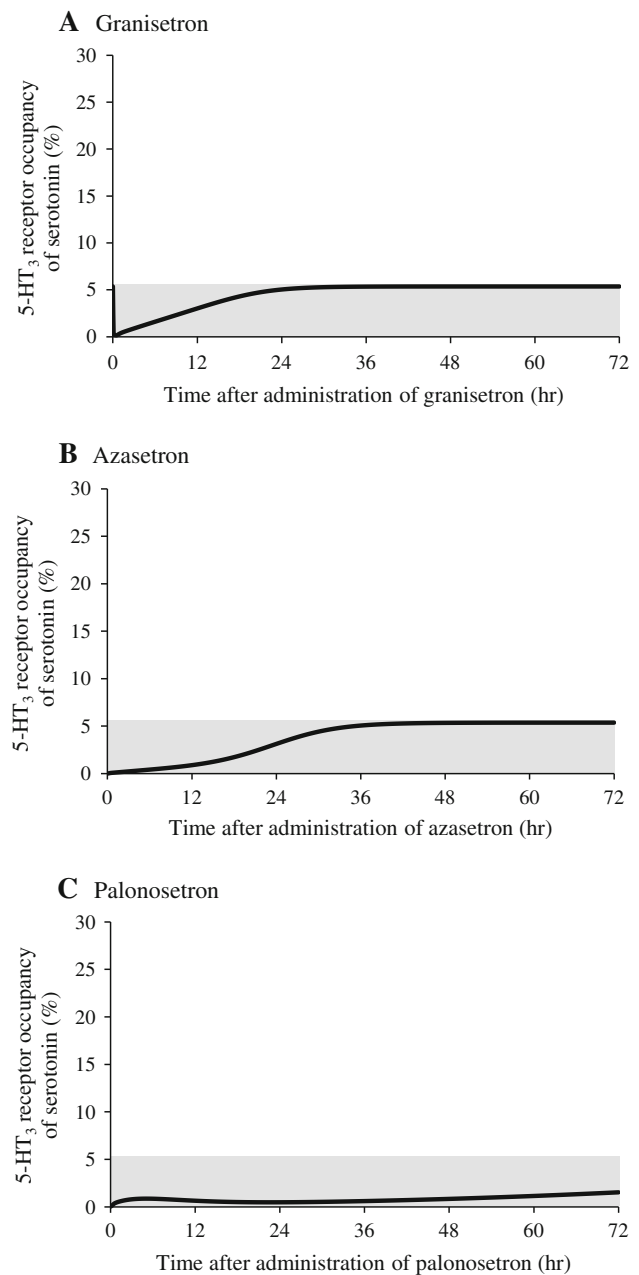 A Granisetron
5-HT₃ receptor occupancy
of serotonin (%)
30
25
20
15
10
5
0
0 12 24 36 48 60 72
Time after administration of granisetron (hr)
B Azasetron
5-HT₃ receptor occupancy
of serotonin (%)
30
25
20
15
10
5
0
0 12 24 36 48 60 72
Time after administration of azasetron (hr)
C Palonosetron
5-HT₃ receptor occupancy
of serotonin (%)
30
25
20
15
10
5
0
0 12 24 36 48 60 72
Time after administration of palonosetron (hr)